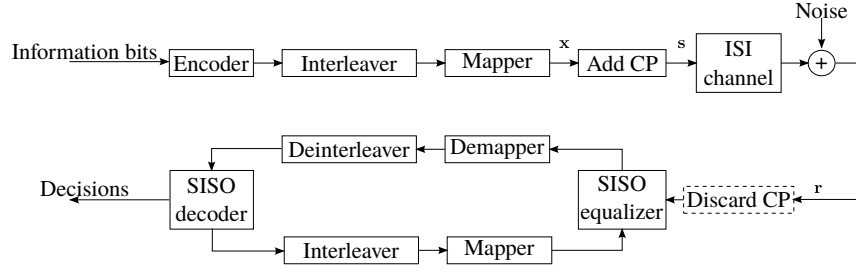 Noise
Information bits
Encoder
Interleaver
Mapper
x
Add CP
s
ISI
channel
+
Deinterleaver
Demapper
Decisions
SISO
decoder
SISO
equalizer
Discard CP
r
Interleaver
Mapper